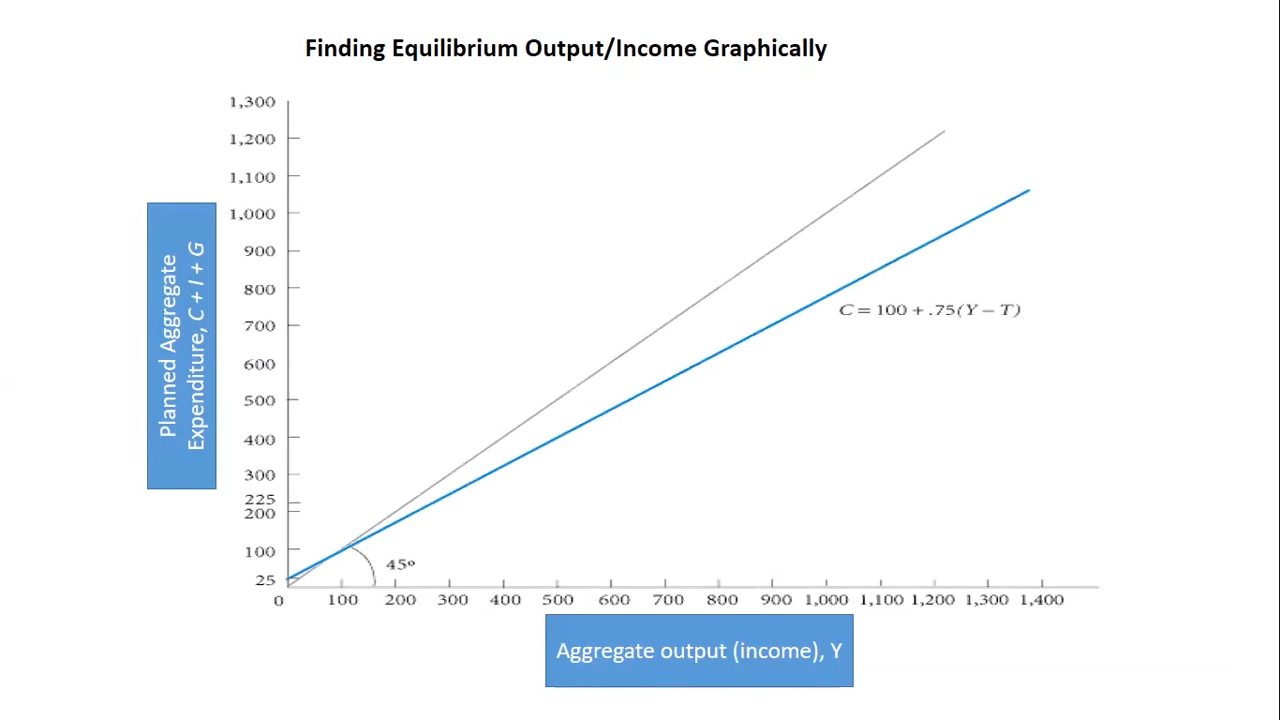 Finding Equilibrium Output/Income Graphically
1,300
1,200
1,100
1,000
900
800
700
600
500
400
300
225
200
100
25
Planned Aggregate
Expenditure, C + I + G
C = 100 + .75(Y − T)
45º
0 100 200 300 400 500 600 700 800 900 1,000 1,100 1,200 1,300 1,400
Aggregate output (income), Y